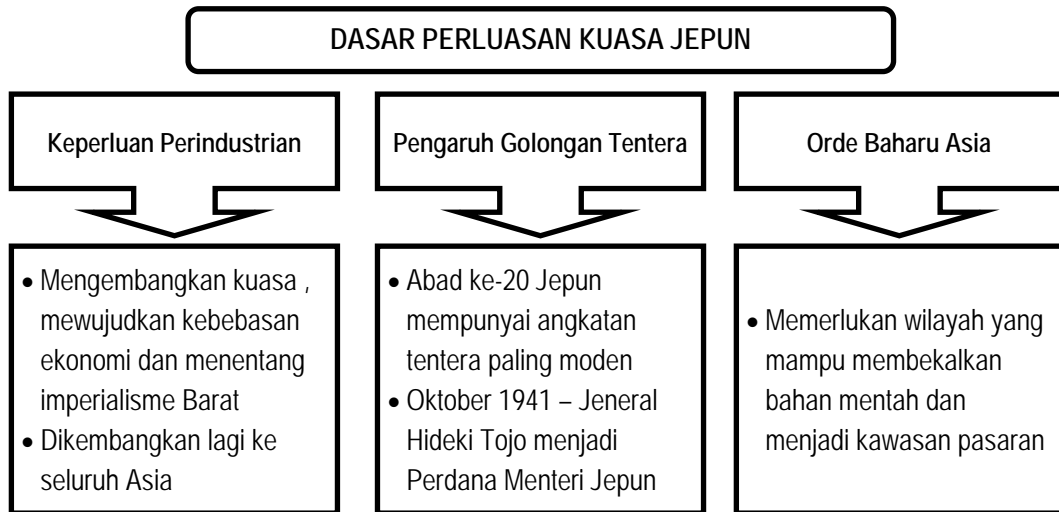 DASAR PERLUASAN KUASA JEPUN
Keperluan Perindustrian
Pengaruh Golongan Tentera
Orde Baharu Asia
• Mengembangkan kuasa ,
mewujudkan kebebasan
ekonomi dan menentang
imperialisme Barat
• Dikembangkan lagi ke
seluruh Asia
• Abad ke-20 Jepun
mempunyai angkatan
tentera paling moden
• Oktober 1941 – Jeneral
Hideki Tojo menjadi
Perdana Menteri Jepun
• Memerlukan wilayah yang
mampu membekalkan
bahan mentah dan
menjadi kawasan pasaran